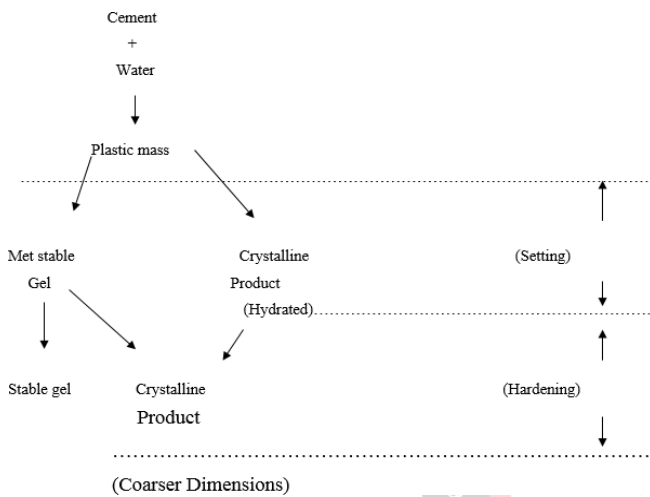 Cement
+
Water
Plastic mass
Met stable
Gel
Crystalline
Product
(Hydrated)
(Setting)
Stable gel
Crystalline
Product
(Hardening)
(Coarser Dimensions)